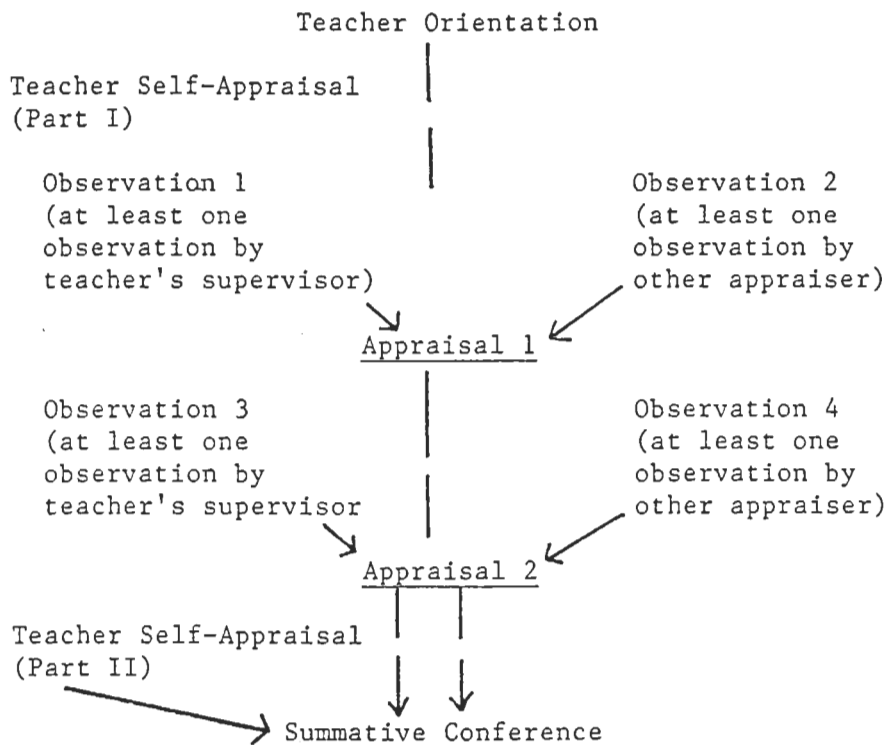 Teacher Orientation
Teacher Self-Appraisal
(Part I)
Observation 1
(at least one
observation by
teacher's supervisor)
Observation 2
(at least one
observation by
other appraiser)
Appraisal 1
Observation 3
(at least one
observation by
teacher's supervisor
Observation 4
(at least one
observation by
other appraiser)
Appraisal 2
Teacher Self-Appraisal
(Part II)
Summative Conference